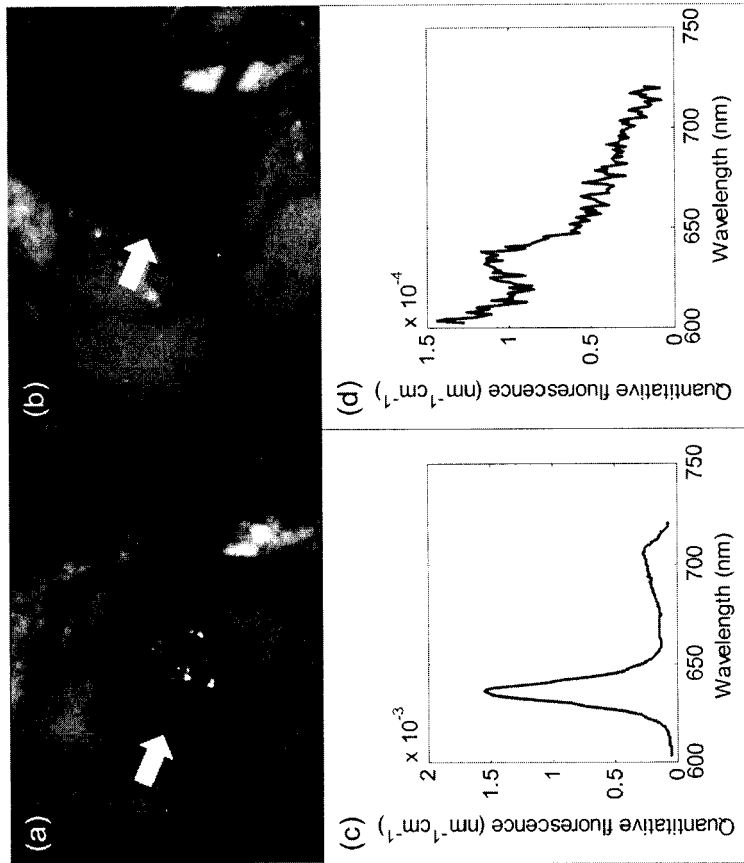 (a)
(b)
(c)
× 10⁻³
2
1.5
1
0.5
0
600
650
700
750
Wavelength (nm)
Quantitative fluorescence (nm⁻¹cm⁻¹)
(d)
× 10⁻⁴
1.5
1
0.5
0
600
650
700
750
Wavelength (nm)
Quantitative fluorescence (nm⁻¹cm⁻¹)